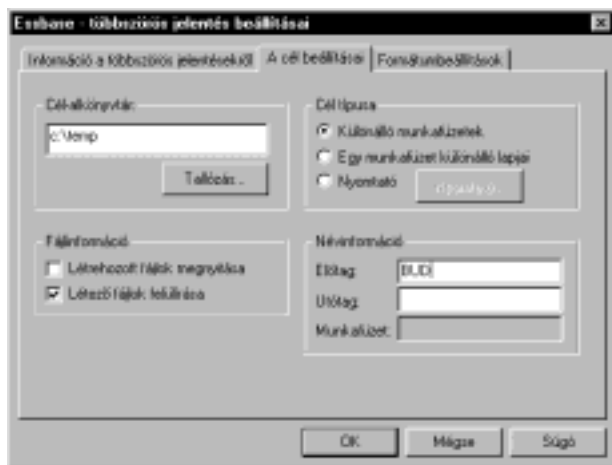 Essbase - többszörös jelentés beállításai
Információ a többszörös jelentésekről
A cél beállításai
Formátumbeállítások
Cél-alkönyvtár:
c:\temp
Tallózás...
Cél típusa
Különálló munkafüzetek
Egy munkafüzet különálló lapjai
Nyomtató
Fájlinformáció
Létrehozott fájlok megnyitása
Létező fájlok felülírása
Névinformáció
Előtag:
BUD
Utótag:
Munkafüzet:
OK
Mégse
Súgó